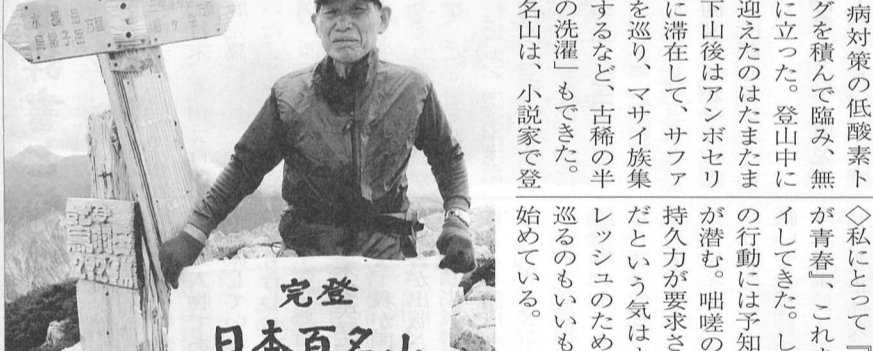 病対策の低酸素ト
グを積んで臨み、無
に立った。登山中に
迎えたのはたまたま
下山後はアンボセリ
に滞在して、サファ
を巡り、マサイ族集
するなど、古稀の半
の洗濯」もできた。
名山は、小説家で登
◇私にとって『
が青春』、これ
イしてきた。し
の行動には予知
が潜む。咄嗟の
持久力が要求さ
だという気は
レッシュのため
巡るのもいいも
始めている。
完登
日本百名山